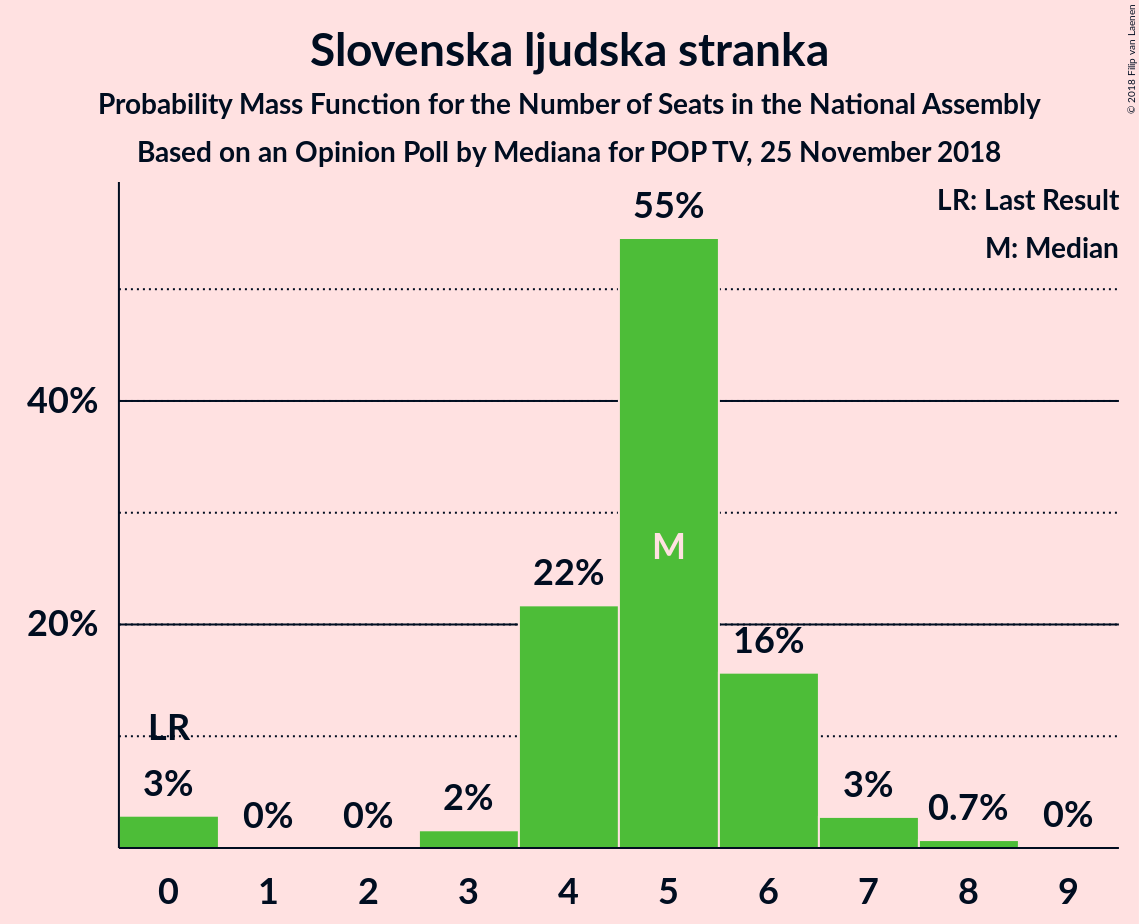 Slovenska ljudska stranka
Probability Mass Function for the Number of Seats in the National Assembly
Based on an Opinion Poll by Mediana for POP TV, 25 November 2018
© 2018 Filip van Laenen
LR: Last Result
M: Median
55%
40%
M
22%
20%
16%
LR
3%
0%
0%
2%
3%
0.7%
0%
0 1 2 3 4 5 6 7 8 9